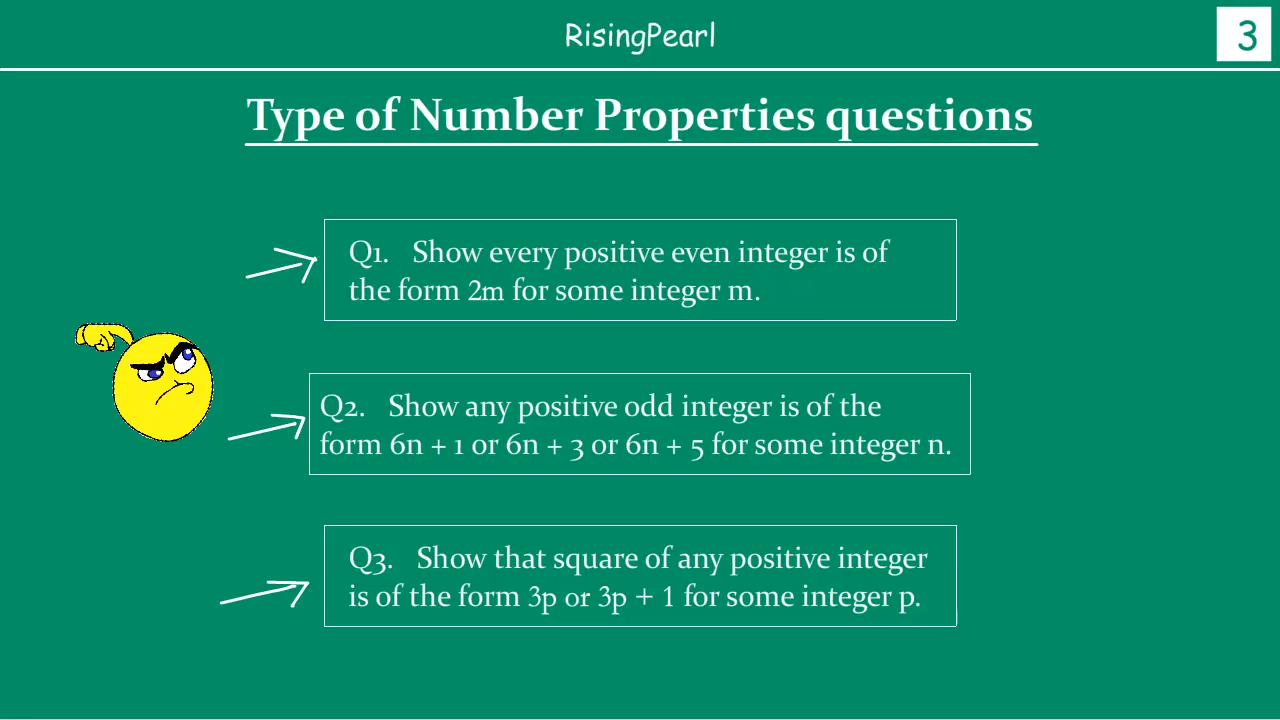 RisingPearl
3
Type of Number Properties questions
Q1. Show every positive even integer is of
the form 2m for some integer m.
Q2. Show any positive odd integer is of the
form 6n + 1 or 6n + 3 or 6n + 5 for some integer n.
Q3. Show that square of any positive integer
is of the form 3p or 3p + 1 for some integer p.